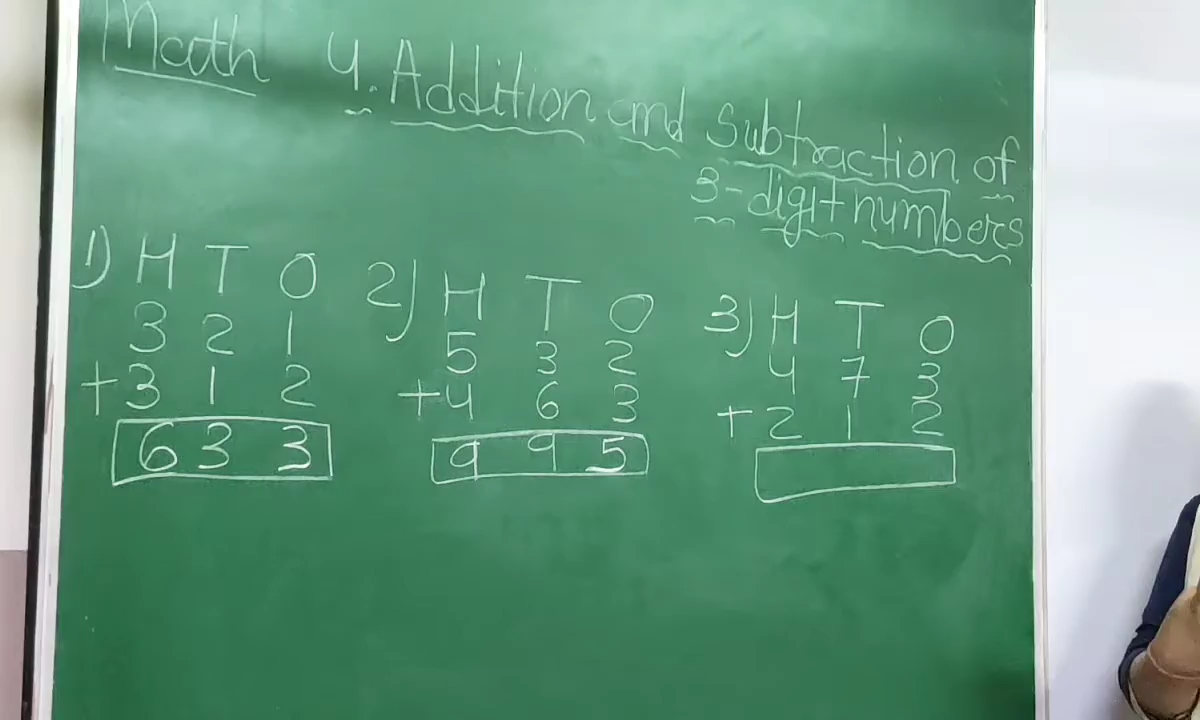 Math 4. Addition and Subtraction of
3-digit numbers
1) H T O
3 2 1
+3 1 2
6 3 3
2) H T O
5 3 2
+4 6 3
9 9 5
3) H T O
4 7 3
+2 1 2